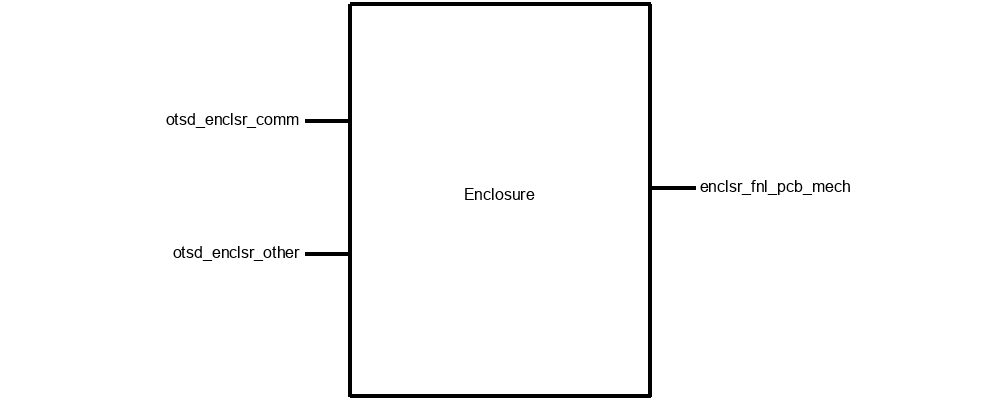 otsd_enclsr_comm
enclsr_fnl_pcb_mech
Enclosure
otsd_enclsr_other